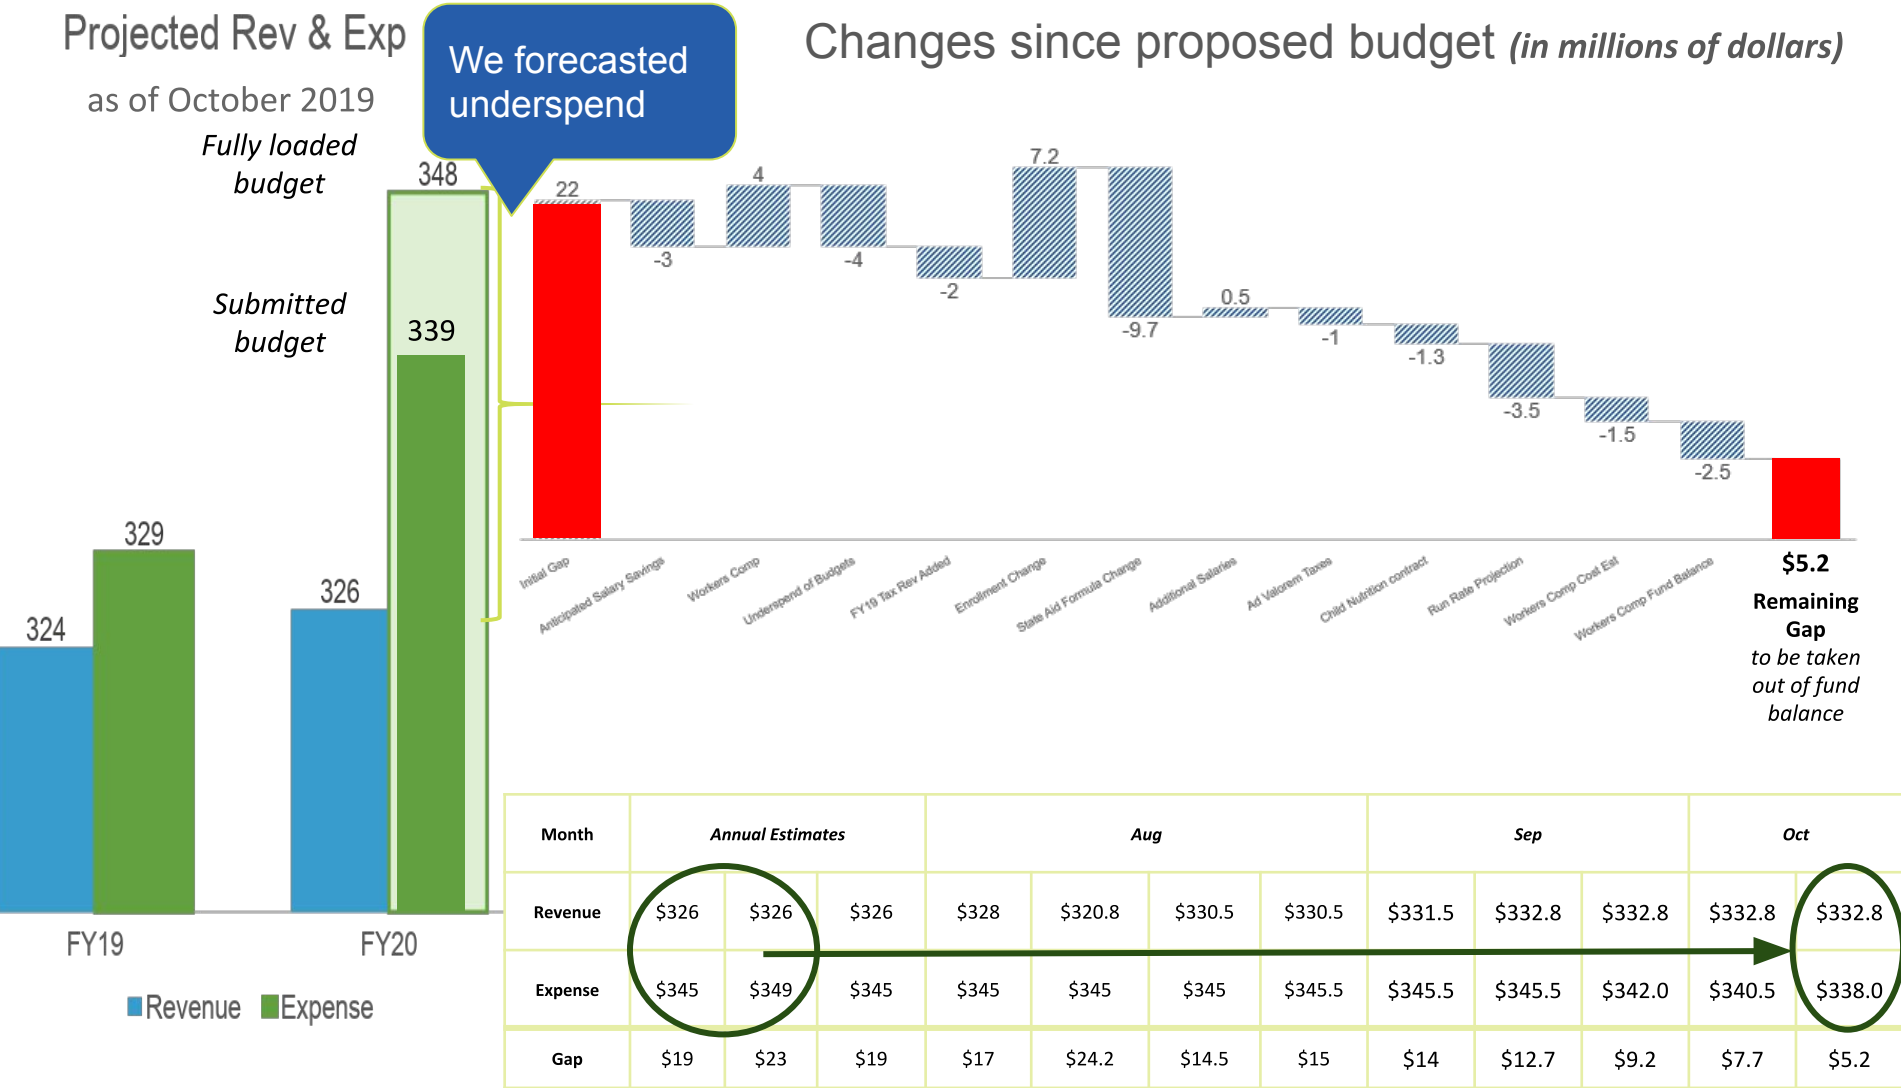 Projected Rev & Exp
as of October 2019
Fully loaded
budget
348
Submitted
budget
339
329
324
326
FY19
FY20
Revenue
Expense
We forecasted
underspend
Changes since proposed budget (in millions of dollars)
22
-3
4
-4
-2
7.2
-9.7
0.5
-1
-1.3
-3.5
-1.5
-2.5
Initial Gap
Anticipated Salary Savings
Workers Comp
Underspend of Budgets
FY19 Tax Rev Added
Enrollment Change
State Aid Formula Change
Additional Salaries
Ad Valorem Taxes
Child Nutrition contract
Run Rate Projection
Workers Comp Cost Est
Workers Comp Fund Balance
$5.2
Remaining
Gap
to be taken
out of fund
balance
Month Annual Estimates Aug Sep Oct
Revenue $326 $326 $326 $328 $320.8 $330.5 $330.5 $331.5 $332.8 $332.8 $332.8 $332.8
Expense $345 $349 $345 $345 $345 $345 $345.5 $345.5 $345.5 $342.0 $340.5 $338.0
Gap $19 $23 $19 $17 $24.2 $14.5 $15 $14 $12.7 $9.2 $7.7 $5.2